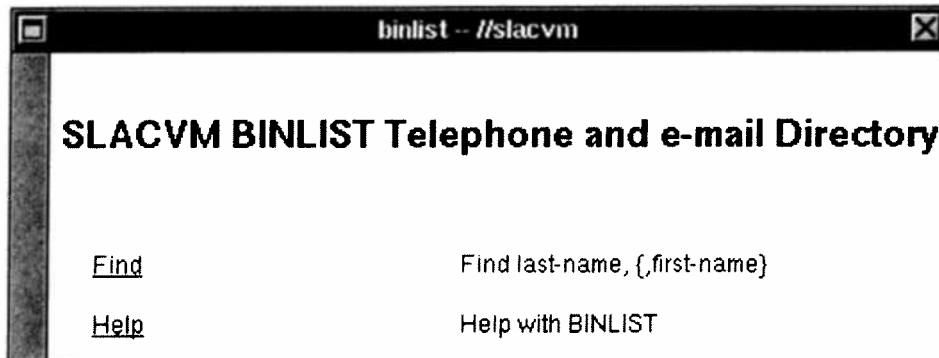 binlist -- //slacvm
SLACVM BINLIST Telephone and e-mail Directory
Find Find last-name, {,first-name}
Help Help with BINLIST